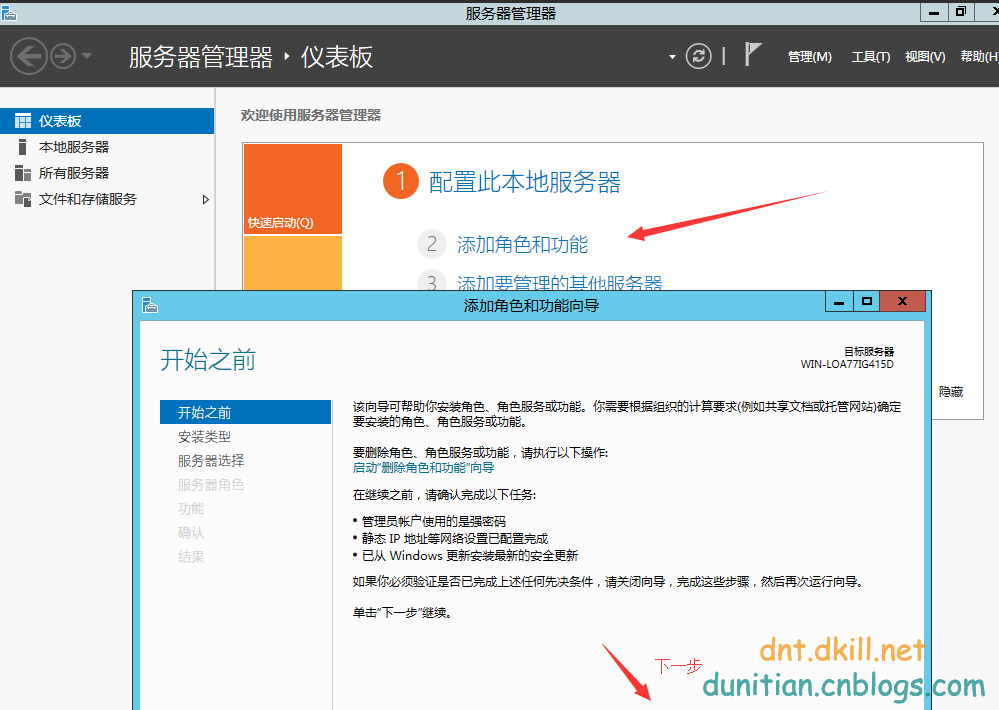 服务器管理器
服务器管理器 ‣ 仪表板
管理(M) 工具(T) 视图(V) 帮助(H
仪表板
本地服务器
所有服务器
文件和存储服务
欢迎使用服务器管理器
快速启动(Q)
1 配置此本地服务器
2 添加角色和功能
3 添加要管理的其他服务器
隐藏
添加角色和功能向导
开始之前
目标服务器
WIN-LOA77IG415D
开始之前
安装类型
服务器选择
服务器角色
功能
确认
结果
该向导可帮助你安装角色、角色服务或功能。你需要根据组织的计算要求(例如共享文档或托管网站)确定
要安装的角色、角色服务或功能。
要删除角色、角色服务或功能，请执行以下操作:
启动"删除角色和功能"向导
在继续之前，请确认完成以下任务:
• 管理员帐户使用的是强密码
• 静态 IP 地址等网络设置已配置完成
• 已从 Windows 更新安装最新的安全更新
如果你必须验证是否已完成上述任何先决条件，请关闭向导，完成这些步骤，然后再次运行向导。
单击"下一步"继续。
下一步
dnt.dkill.net
dunitian.cnblogs.com